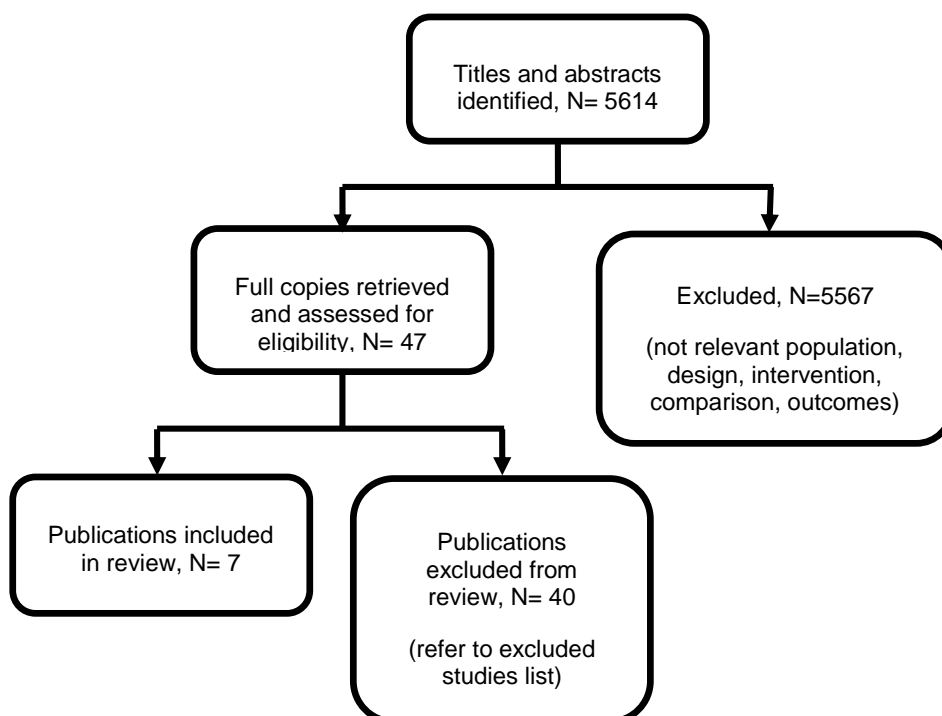 Titles and abstracts
identified, N= 5614
Full copies retrieved
and assessed for
eligibility, N= 47
Excluded, N=5567
(not relevant population,
design, intervention,
comparison, outcomes)
Publications included
in review, N= 7
Publications
excluded from
review, N= 40
(refer to excluded
studies list)